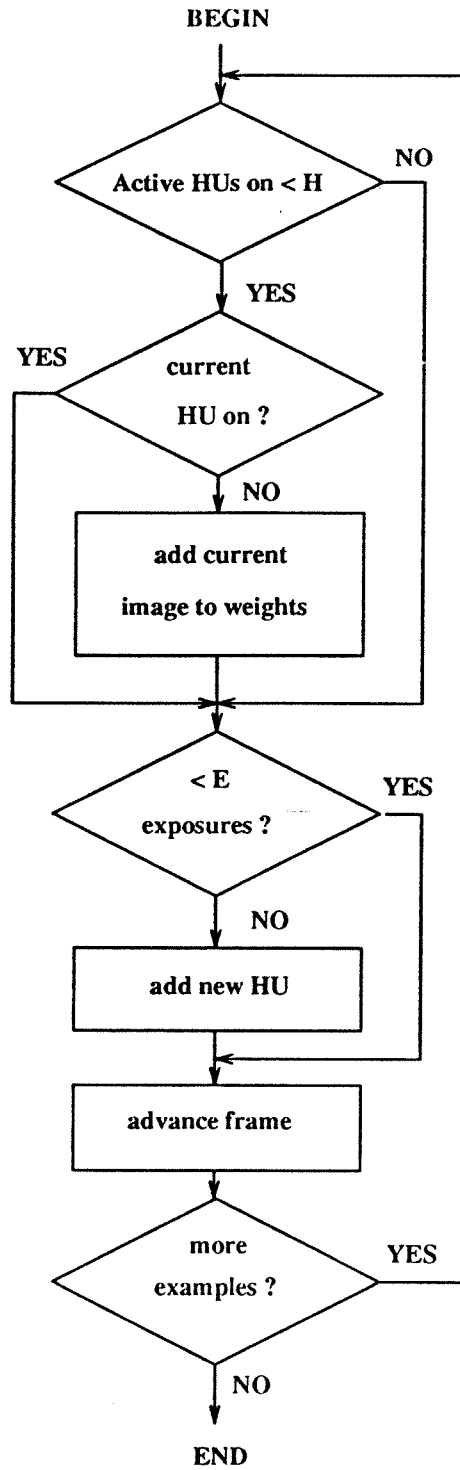 BEGIN
NO
Active HUs on < H
YES
YES
current
HU on ?
NO
add current
image to weights
< E
YES
exposures ?
NO
add new HU
advance frame
more
YES
examples ?
NO
END